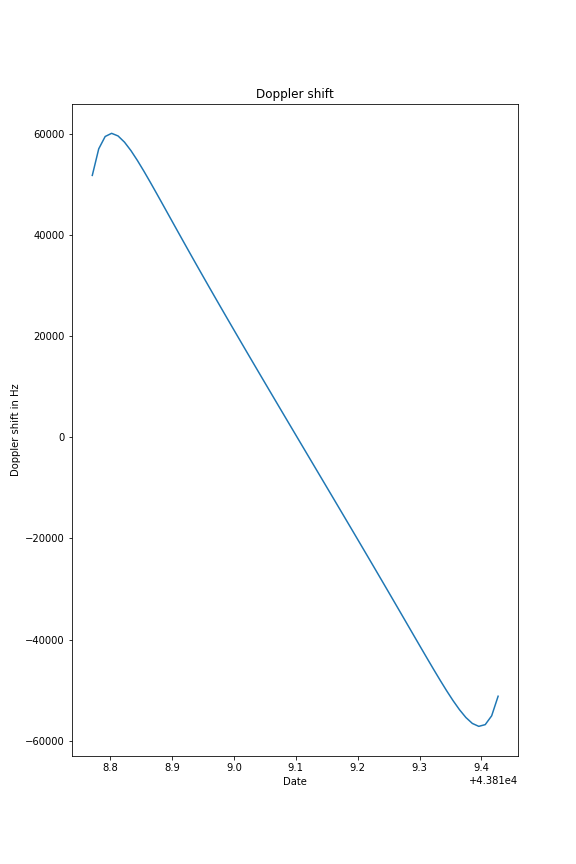 Doppler shift
60000
40000
20000
0
−20000
−40000
−60000
Doppler shift in Hz
8.8 8.9 9.0 9.1 9.2 9.3 9.4
Date
+4.381e4